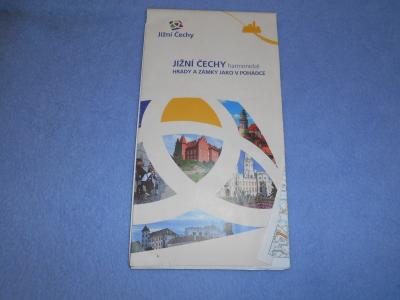 Jižní Čechy
JIŽNÍ ČECHY harmonické
HRADY A ZÁMKY JAKO V POHÁDCE